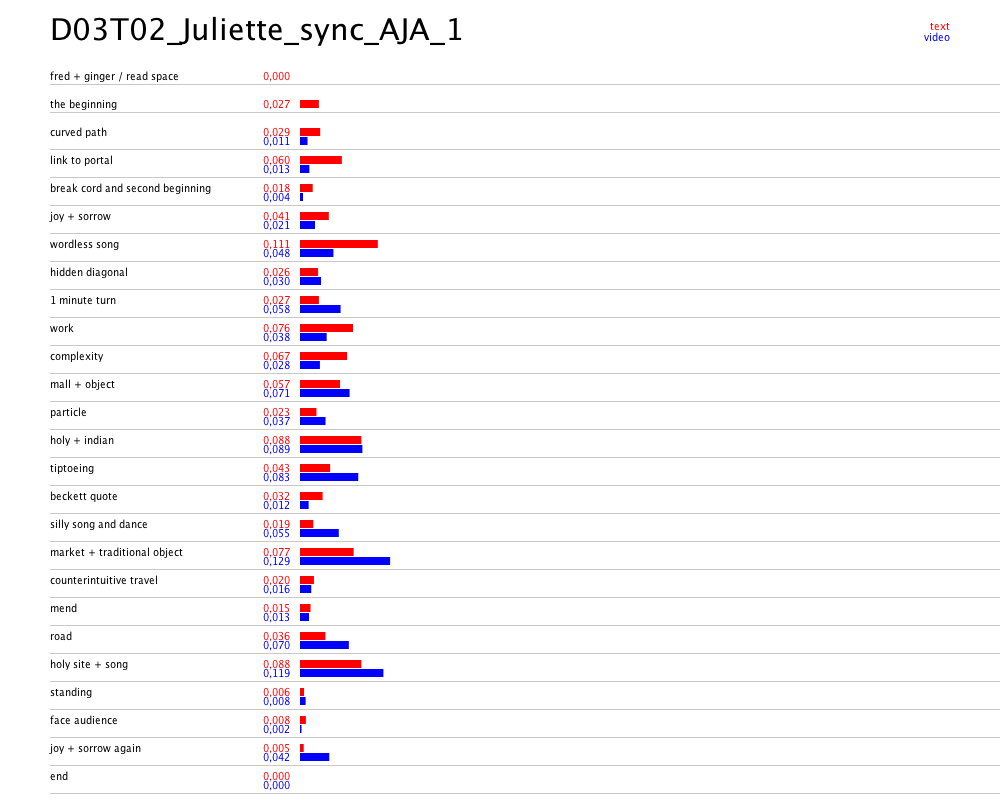 D03T02_Juliette_sync_AJA_1
text
video
fred + ginger / read space 0,000
the beginning 0,027
curved path 0,029
0,011
link to portal 0,060
0,013
break cord and second beginning 0,018
0,004
joy + sorrow 0,041
0,021
wordless song 0,111
0,048
hidden diagonal 0,026
0,030
1 minute turn 0,027
0,058
work 0,076
0,038
complexity 0,067
0,028
mall + object 0,057
0,071
particle 0,023
0,037
holy + indian 0,088
0,089
tiptoeing 0,043
0,083
beckett quote 0,032
0,012
silly song and dance 0,019
0,055
market + traditional object 0,077
0,129
counterintuitive travel 0,020
0,016
mend 0,015
0,013
road 0,036
0,070
holy site + song 0,088
0,119
standing 0,006
0,008
face audience 0,008
0,002
joy + sorrow again 0,005
0,042
end 0,000
0,000